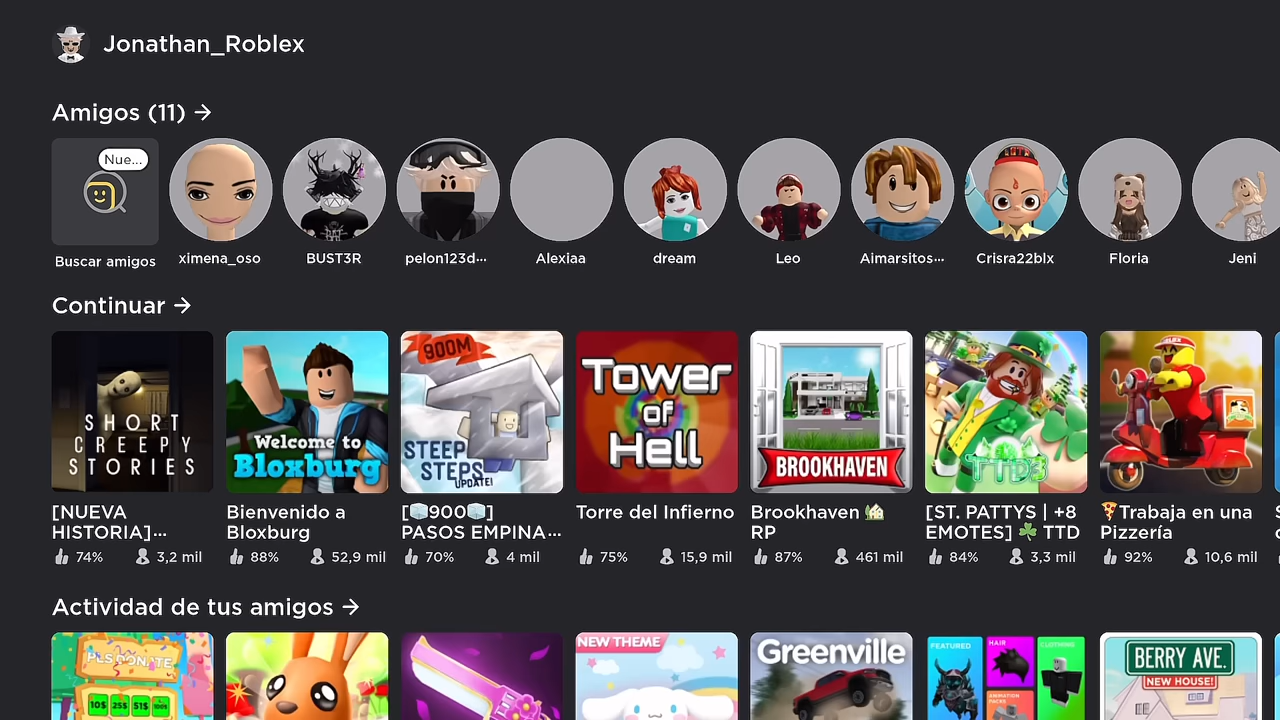 Jonathan_Roblex
Amigos (11) →
Nue...
Buscar amigos
ximena_oso
BUST3R
pelon123d...
Alexiaa
dream
Leo
Aimarsitos...
Crisra22blx
Floria
Jeni
Continuar →
SHORT
CREEPY
STORIES
Welcome to
Bloxburg
900M
STEEP
STEPS
UPDATE!
Tower
of
Hell
BROOKHAVEN
TTD3
[NUEVA
HISTORIA]...
74% 3,2 mil
Bienvenido a
Bloxburg
88% 52,9 mil
[🧊900🧊]
PASOS EMPINA...
70% 4 mil
Torre del Infierno
75% 15,9 mil
Brookhaven 🏡
RP
87% 461 mil
[ST. PATTYS | +8
EMOTES] ☘️ TTD
84% 3,3 mil
🍕Trabaja en una
Pizzería
92% 10,6 mil
Actividad de tus amigos →
PLS DONATE
10$ 25$ 51$ 100$
NEW THEME
Greenville
FEATURED
HAIR
CLOTHING
ANIMATION
PACKS
BERRY AVE.
NEW HOUSE!